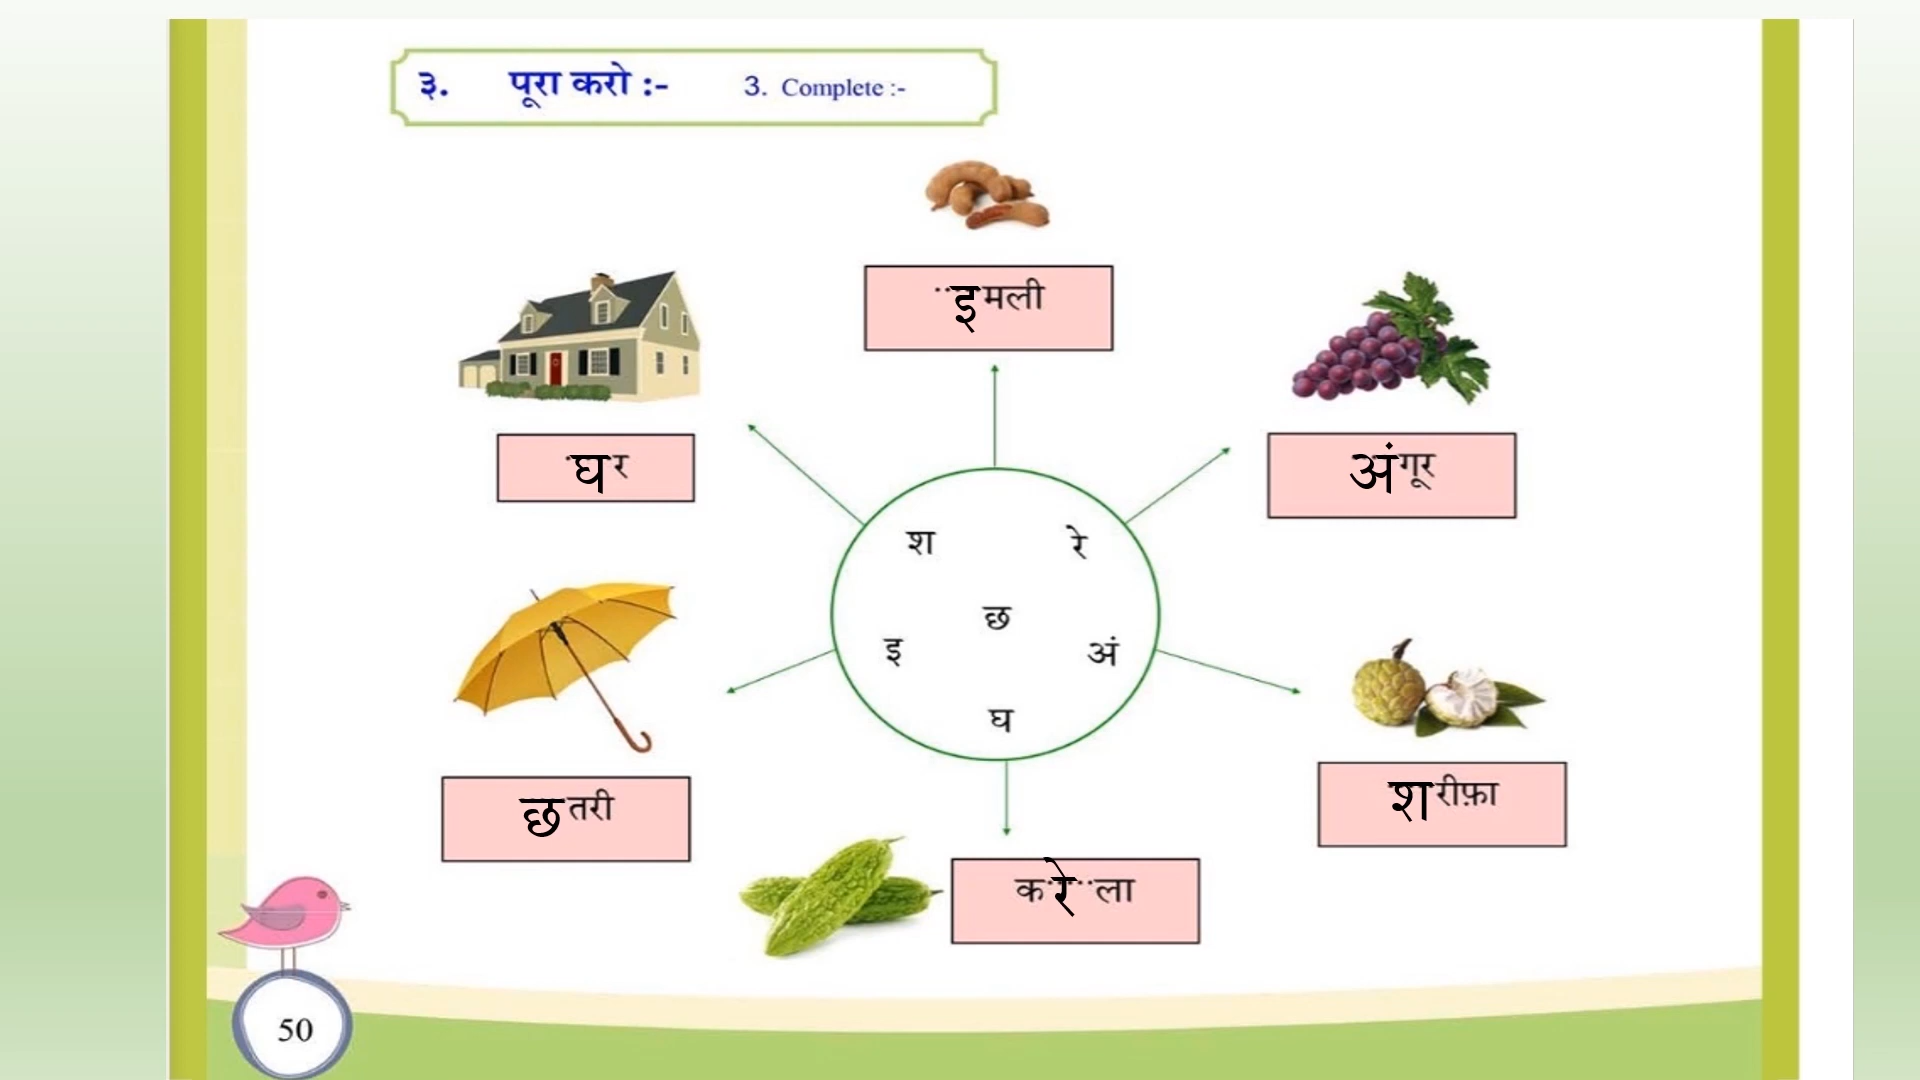 ३. पूरा करो :- 3. Complete :-
इमली
घर
अंगूर
श रे
छ
इ अं
घ
छतरी
शरीफ़ा
करेला
50